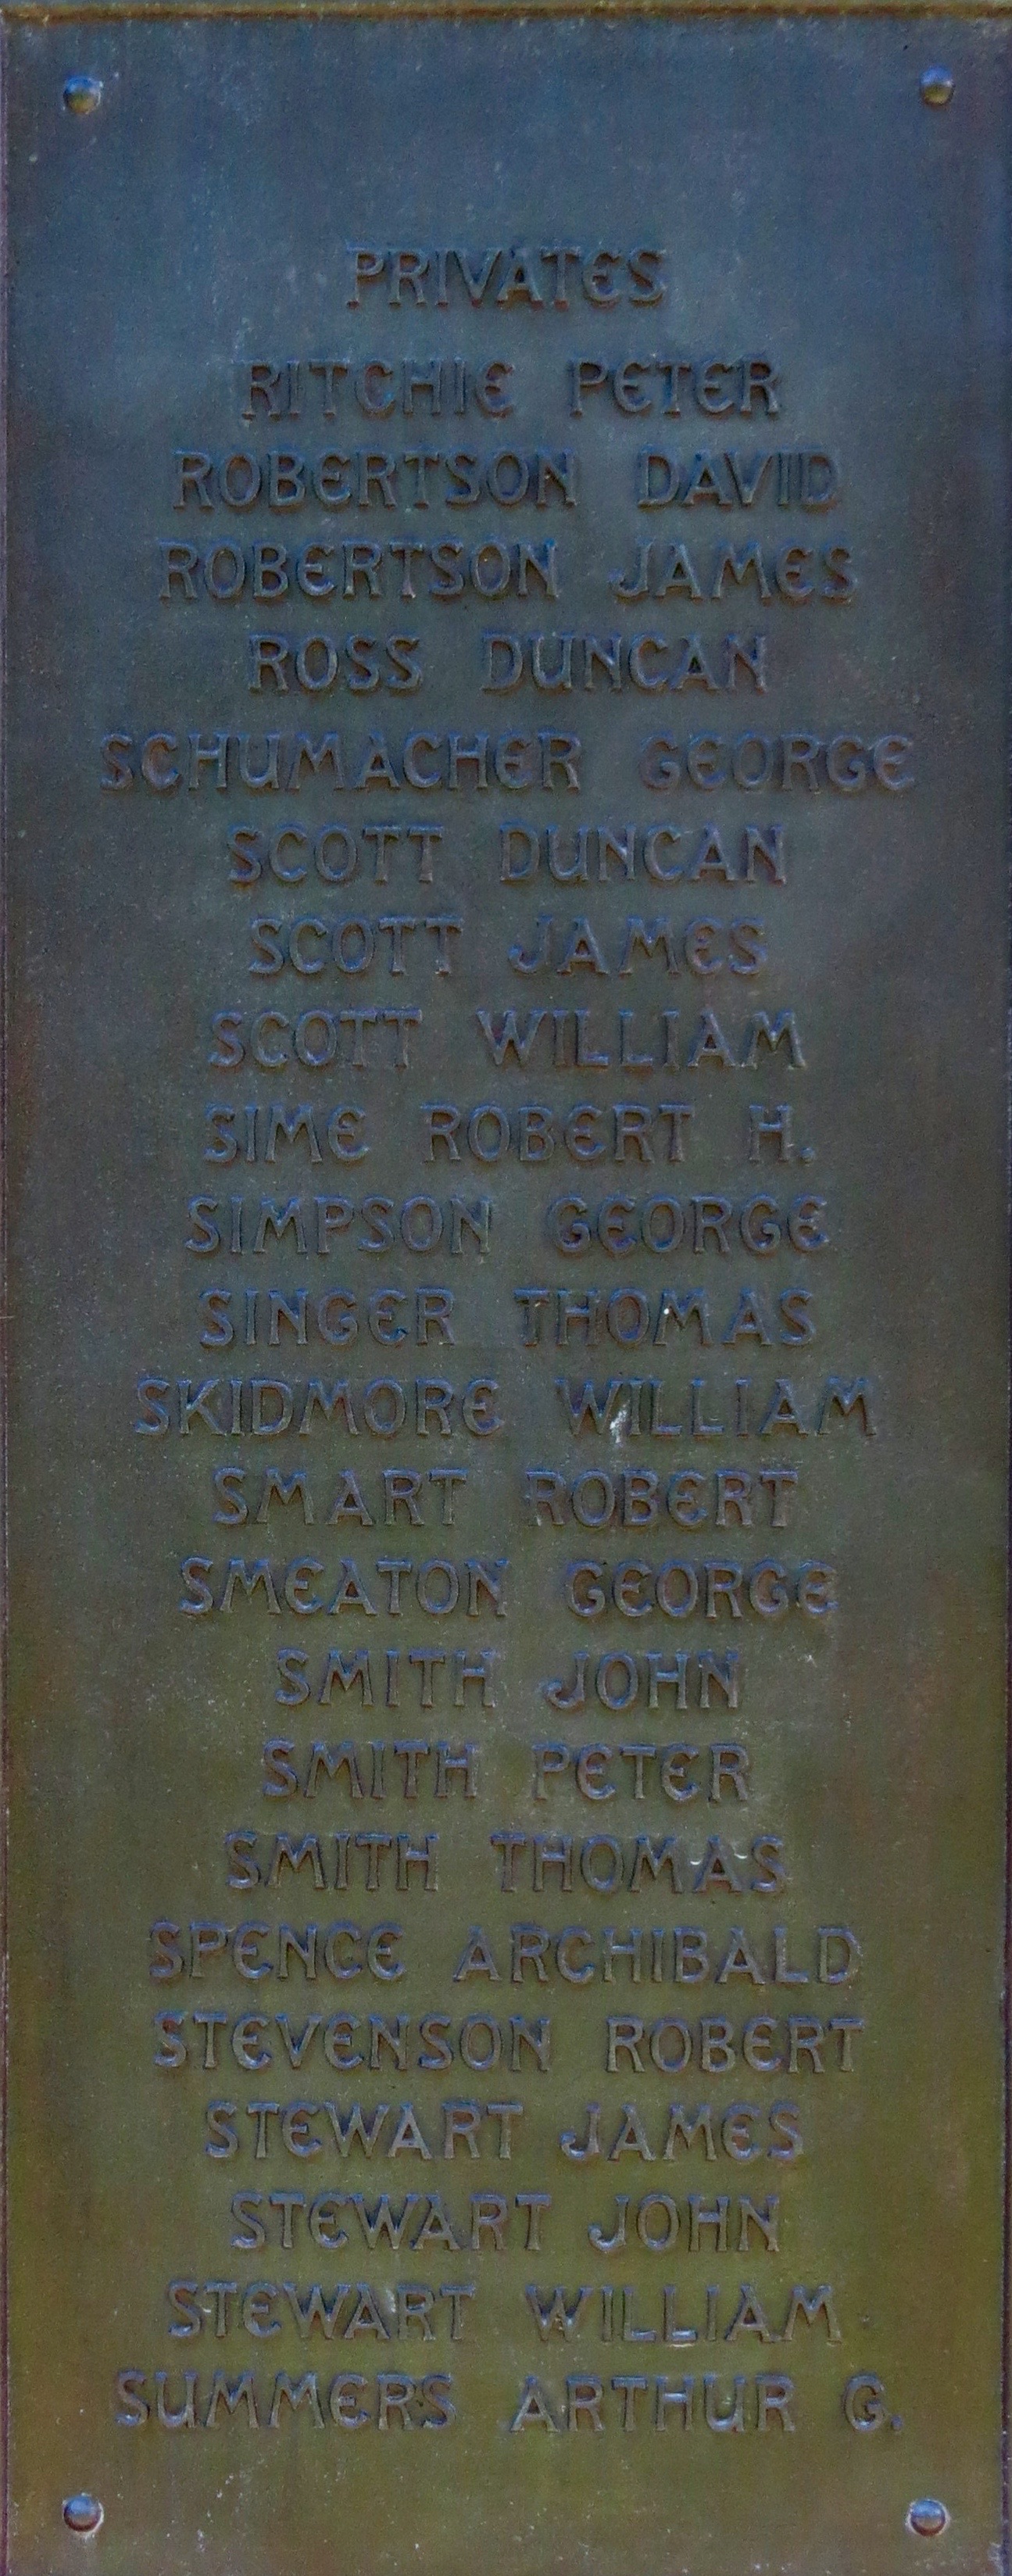 PRIVATES
RITCHIE PETER
ROBERTSON DAVID
ROBERTSON JAMES
ROSS DUNCAN
SCHUMACHER GEORGE
SCOTT DUNCAN
SCOTT JAMES
SCOTT WILLIAM
SIME ROBERT H.
SIMPSON GEORGE
SINGER THOMAS
SKIDMORE WILLIAM
SMART ROBERT
SMEATON GEORGE
SMITH JOHN
SMITH PETER
SMITH THOMAS
SPENCE ARCHIBALD
STEVENSON ROBERT
STEWART JAMES
STEWART JOHN
STEWART WILLIAM
SUMMERS ARTHUR G.